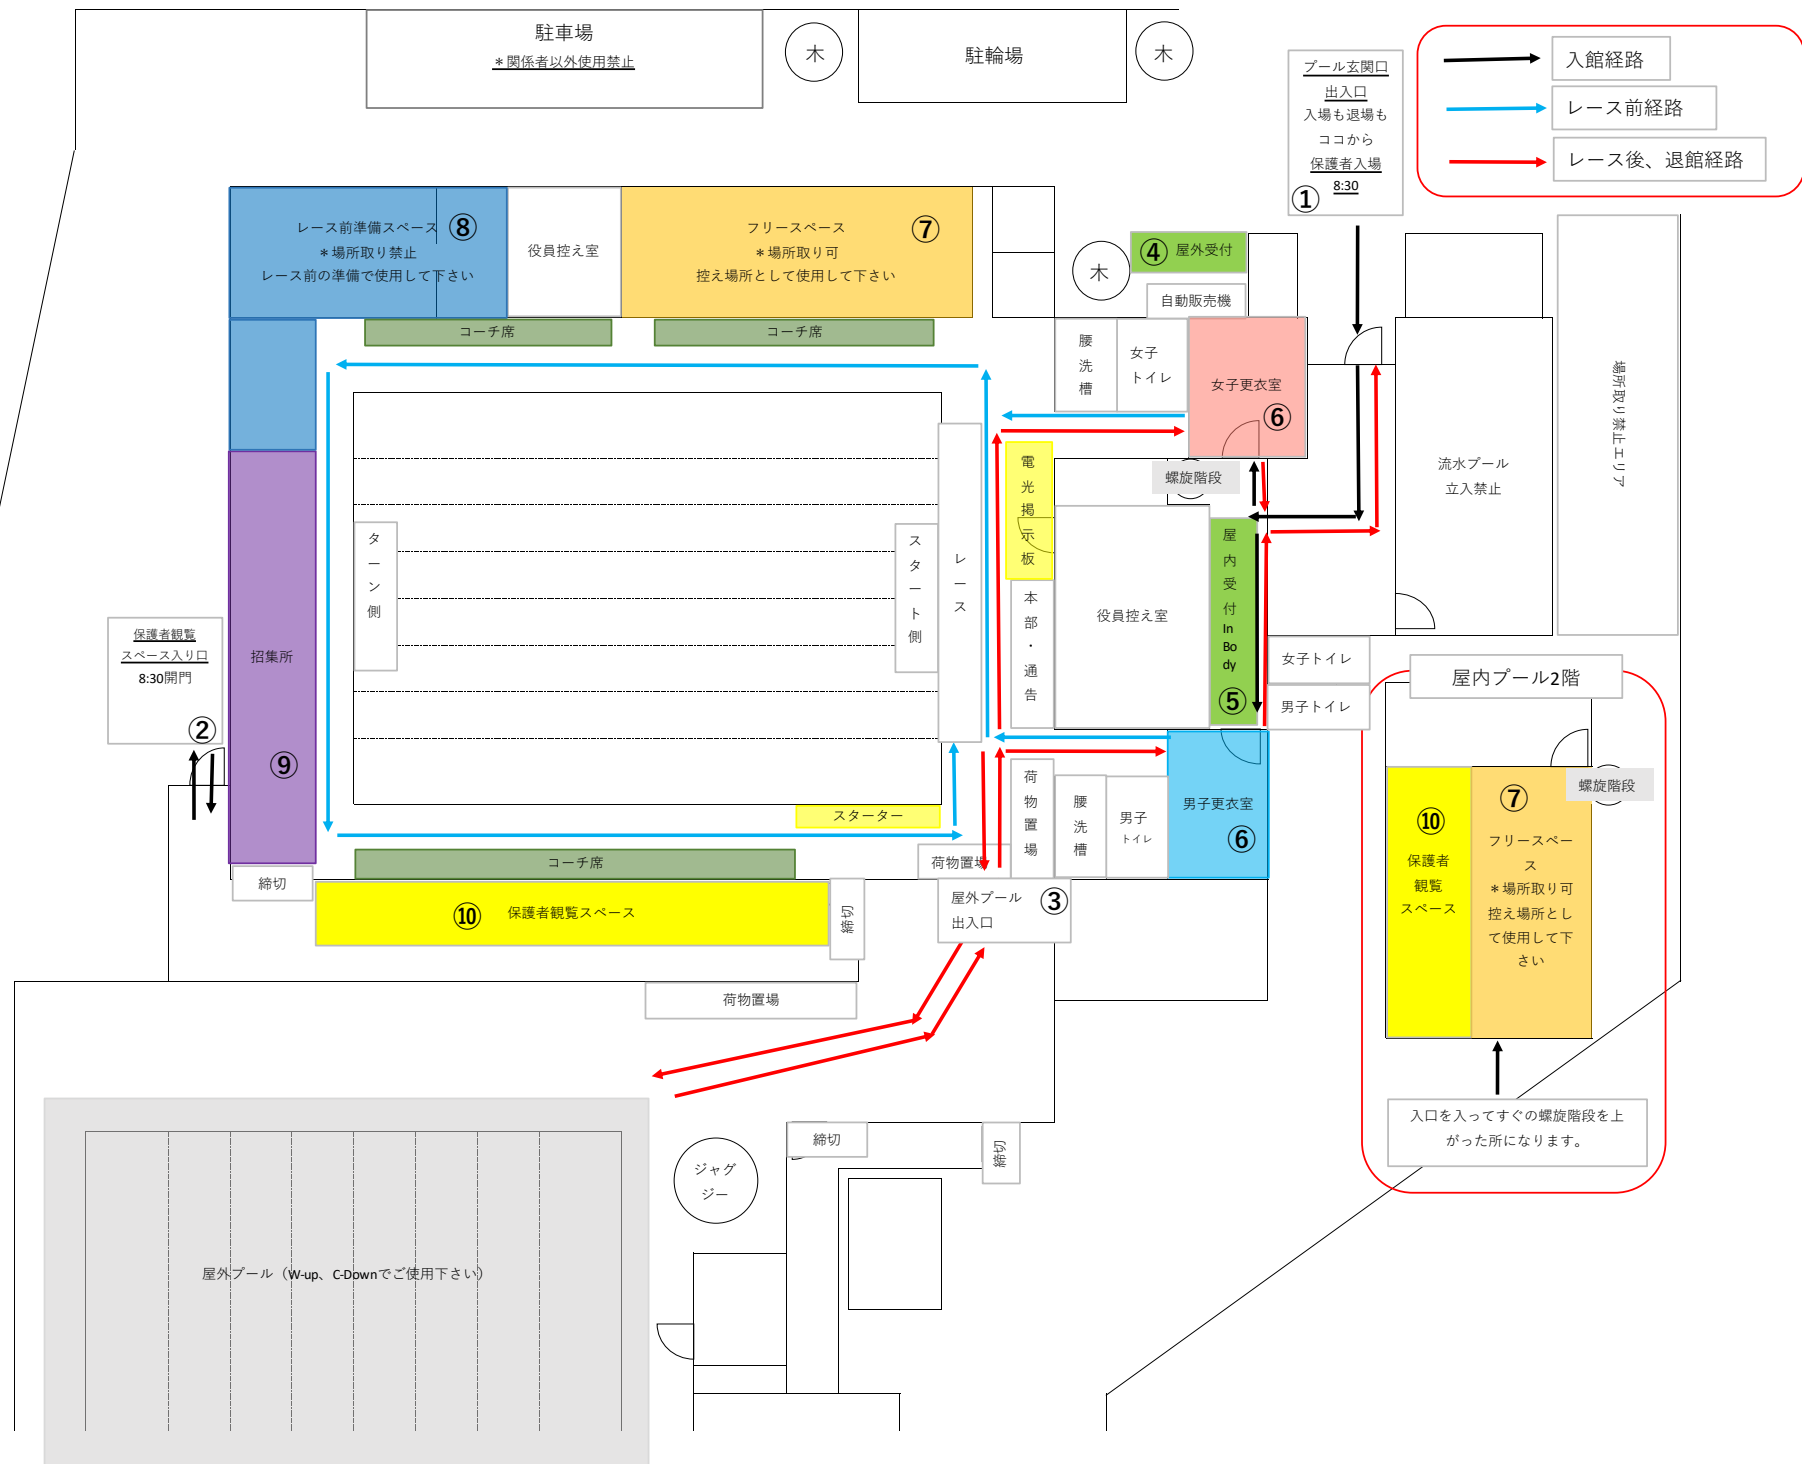 駐車場
＊関係者以外使用禁止
木
駐輪場
木
プール玄関口
出入口
入場も退場も
ココから
保護者入場
8:30
①
入館経路
レース前経路
レース後、退館経路
レース前準備スペース
⑧
＊場所取り禁止
レース前の準備で使用して下さい
役員控え室
フリースペース
⑦
＊場所取り可
控え場所として使用して下さい
木
④
屋外受付
自動販売機
コーチ席
コーチ席
腰洗槽
女子
トイレ
女子更衣室
⑥
場所取り禁止エリア
流水プール
立入禁止
電光掲示板
螺旋階段
ターン側
スタート側
レース
本部・通告
役員控え室
屋内受付
In
Bo
dy
⑤
女子トイレ
男子トイレ
保護者観覧
スペース入り口
8:30開門
②
招集所
⑨
屋内プール2階
螺旋階段
⑦
フリースペー
ス
＊場所取り可
控え場所とし
て使用して下
さい
⑩
保護者
観覧
スペース
入口を入ってすぐの螺旋階段を上
がった所になります。
スターター
コーチ席
荷物置場
荷物置場
腰洗槽
男子
トイレ
男子更衣室
⑥
締切
⑩
保護者観覧スペース
締切
屋外プール
出入口
③
荷物置場
ジャグ
ジー
締切
締切
屋外プール（W-up、C-Downでご使用下さい）